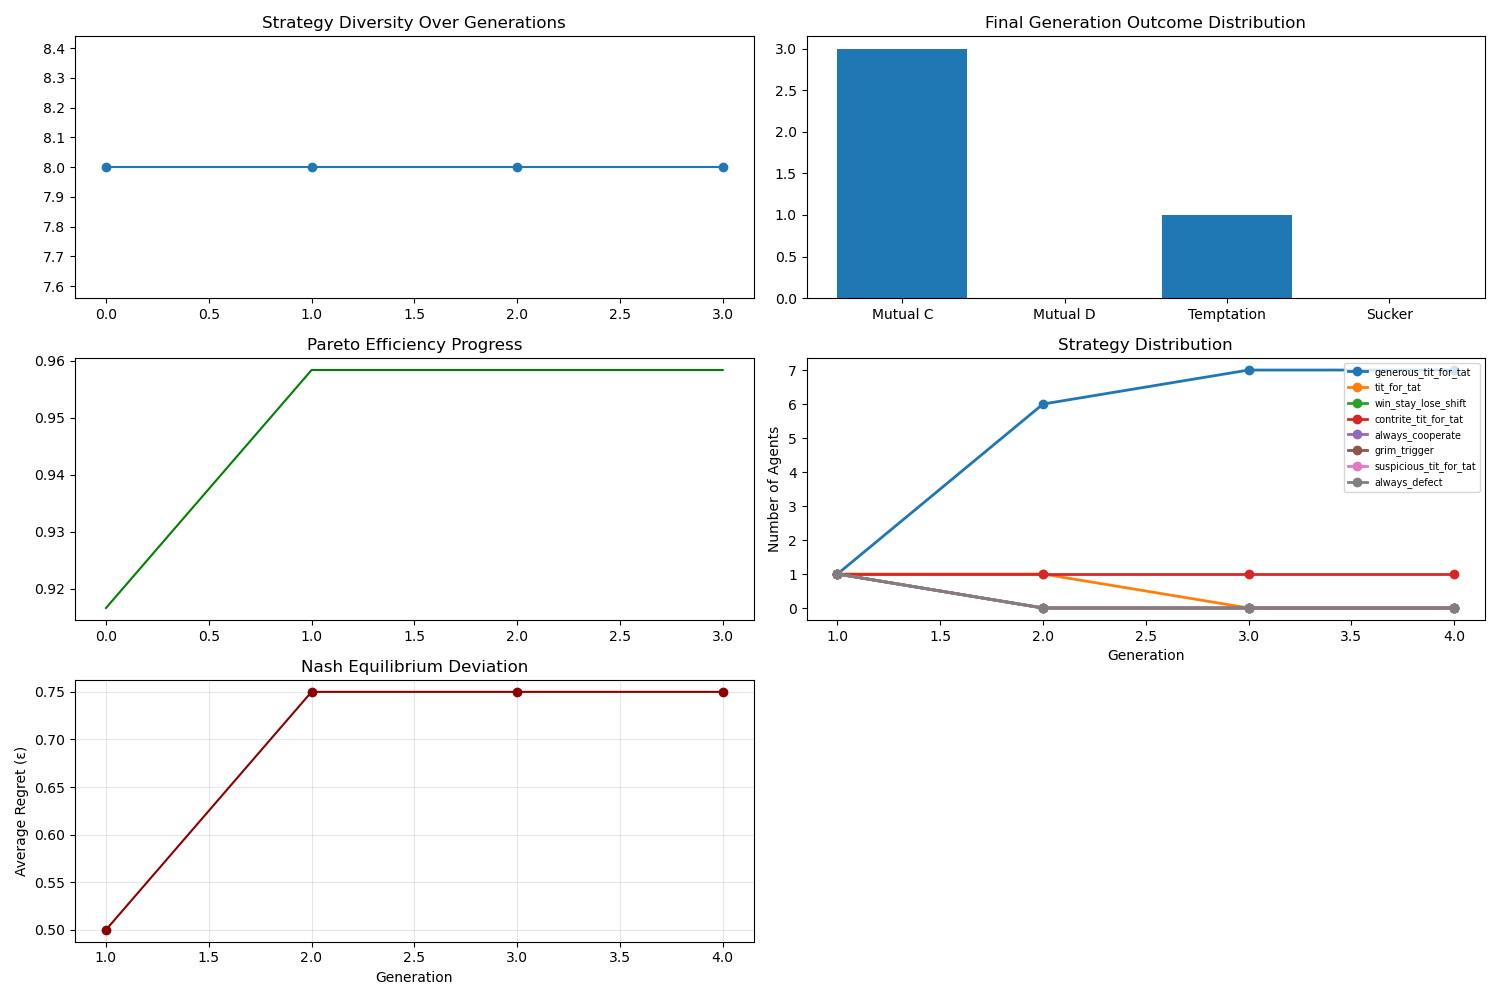 Strategy Diversity Over Generations
8.4
8.3
8.2
8.1
8.0
7.9
7.8
7.7
7.6
0.0 0.5 1.0 1.5 2.0 2.5 3.0
Final Generation Outcome Distribution
3.0
2.5
2.0
1.5
1.0
0.5
0.0
Mutual C Mutual D Temptation Sucker
Pareto Efficiency Progress
0.96
0.95
0.94
0.93
0.92
0.0 0.5 1.0 1.5 2.0 2.5 3.0
Strategy Distribution
Number of Agents
7
6
5
4
3
2
1
0
generous_tit_for_tat
tit_for_tat
win_stay_lose_shift
contrite_tit_for_tat
always_cooperate
grim_trigger
suspicious_tit_for_tat
always_defect
1.0 1.5 2.0 2.5 3.0 3.5 4.0
Generation
Nash Equilibrium Deviation
Average Regret (ε)
0.75
0.70
0.65
0.60
0.55
0.50
1.0 1.5 2.0 2.5 3.0 3.5 4.0
Generation